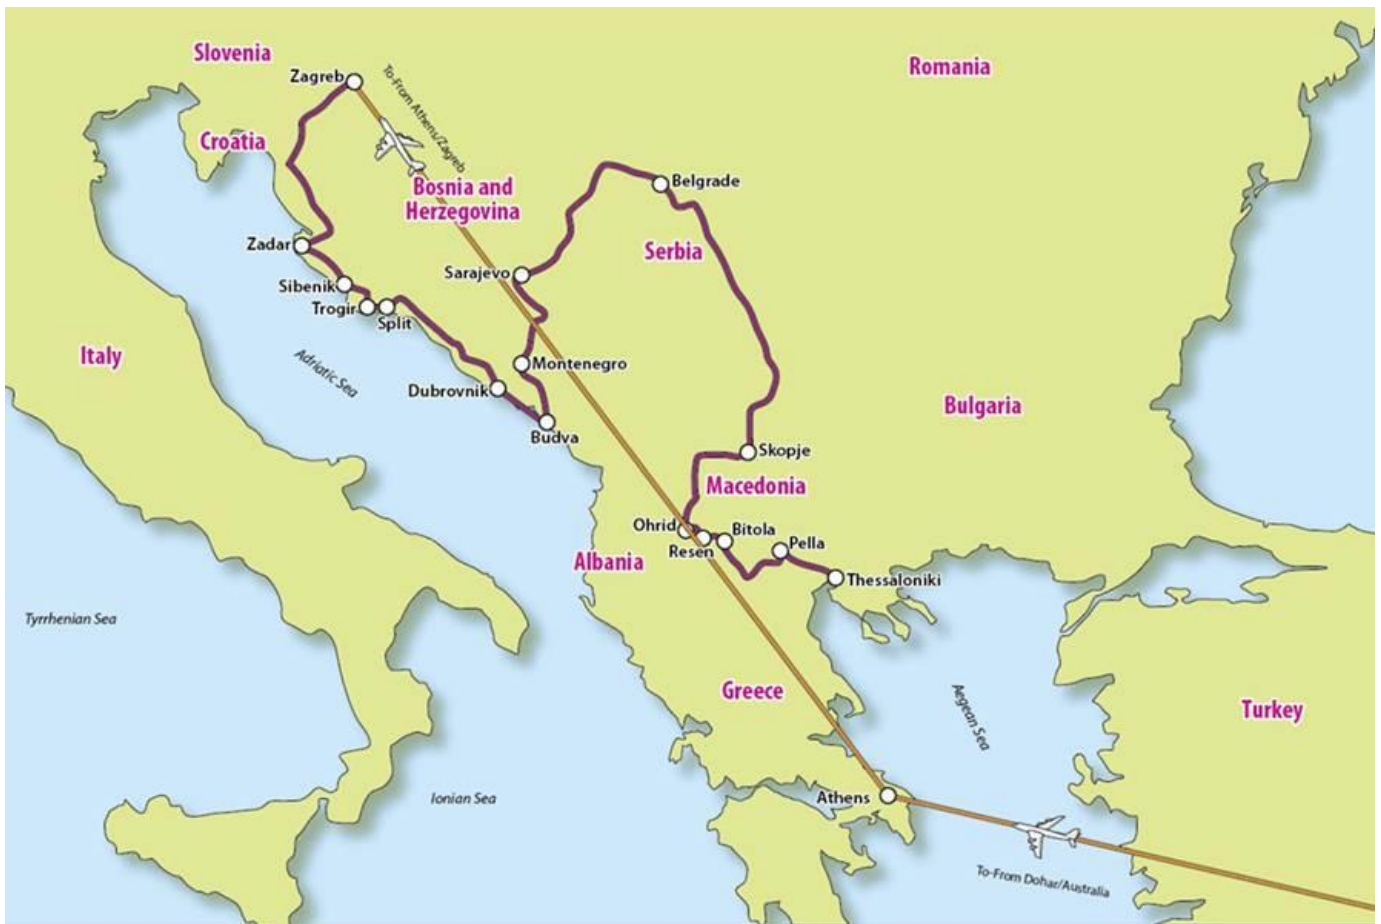 Slovenia
Romania
Zagreb
To-From Athens/Zagreb
Croatia
Bosnia and
Herzegovina
Belgrade
Zadar
Serbia
Sarajevo
Sibenik
Trogir
Split
Italy
Adriatic Sea
Montenegro
Dubrovnik
Bulgaria
Budva
Skopje
Macedonia
Ohrid
Bitola
Resen
Pella
Albania
Thessaloniki
Tyrrhenian Sea
Greece
Aegean Sea
Turkey
Ionian Sea
Athens
To-From Dohar/Australia